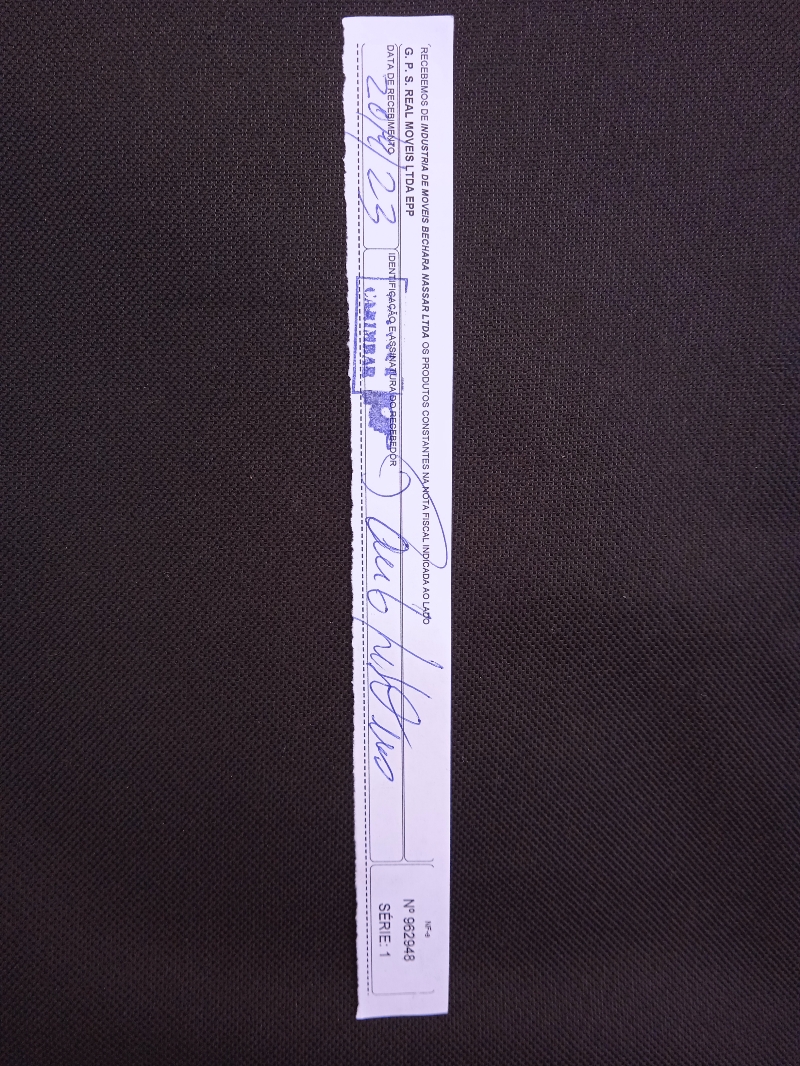 RECEBEMOS DE INDUSTRIA DE MOVEIS BECHARA NASSAR LTDA OS PRODUTOS CONSTANTES NA NOTA FISCAL INDICADA AO LADO
G. P. S. REAL MOVEIS LTDA EPP
DATA DE RECEBIMENTO
IDENTIFICAÇÃO E ASSINATURA DO RECEBEDOR
NF-e
Nº 962948
SÉRIE: 1
CARIMBAR